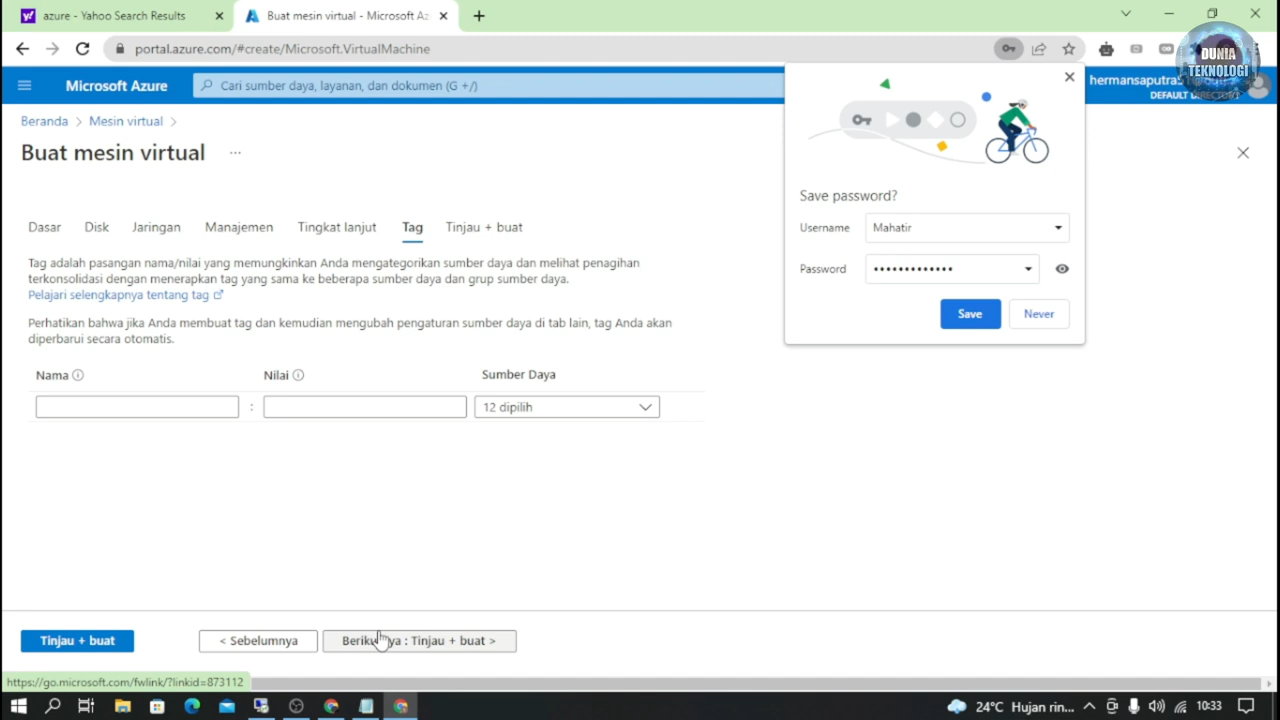 azure - Yahoo Search Results
Buat mesin virtual - Microsoft Az
portal.azure.com/#create/Microsoft.VirtualMachine
DUNIA
TEKNOLOGI
Microsoft Azure
Cari sumber daya, layanan, dan dokumen (G +/)
hermansaputra
DEFAULT
Beranda > Mesin virtual >
Buat mesin virtual ...
Save password?
Username Mahatir
Password •••••••••••••
Save Never
Dasar Disk Jaringan Manajemen Tingkat lanjut Tag Tinjau + buat
Tag adalah pasangan nama/nilai yang memungkinkan Anda mengategorikan sumber daya dan melihat penagihan
terkonsolidasi dengan menerapkan tag yang sama ke beberapa sumber daya dan grup sumber daya.
Pelajari selengkapnya tentang tag
Perhatikan bahwa jika Anda membuat tag dan kemudian mengubah pengaturan sumber daya di tab lain, tag Anda akan
diperbarui secara otomatis.
Nama Nilai Sumber Daya
: 12 dipilih
Tinjau + buat < Sebelumnya Berikutnya : Tinjau + buat >
https://go.microsoft.com/fwlink/?linkid=873112
24°C Hujan rin... 10:33